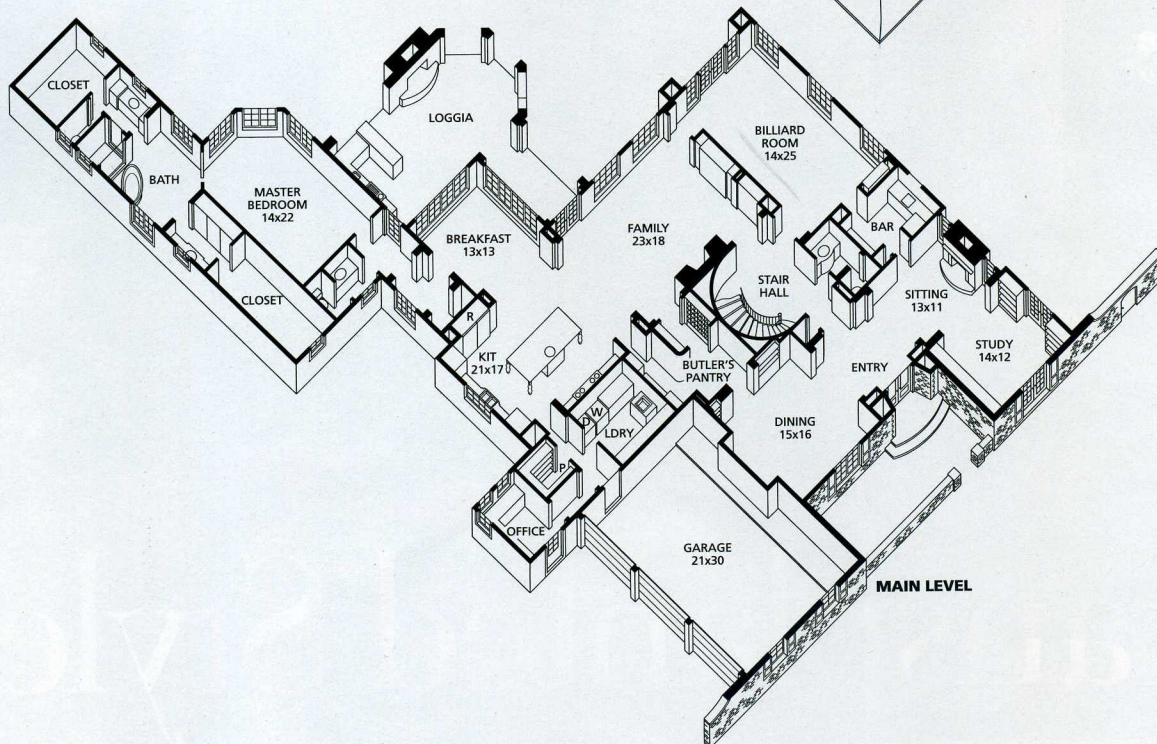 CLOSET
LOGGIA
BILLIARD
ROOM
14x25
BATH
MASTER
BEDROOM
14x22
BREAKFAST
13x13
FAMILY
23x18
BAR
STAIR
HALL
SITTING
13x11
CLOSET
R
KIT
21x17
BUTLER'S
PANTRY
ENTRY
STUDY
14x12
D
W
LDRY
DINING
15x16
P
OFFICE
GARAGE
21x30
MAIN LEVEL